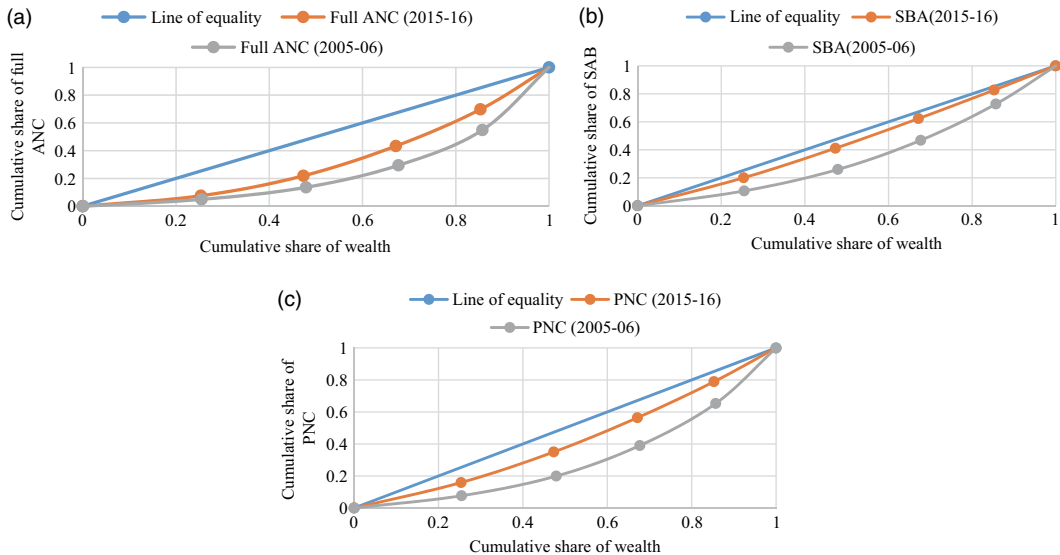 (a)
Line of equality
Full ANC (2015-16)
Full ANC (2005-06)
Cumulative share of full
ANC
1
0.8
0.6
0.4
0.2
0
0
0.2
0.4
0.6
0.8
1
Cumulative share of wealth
(b)
Line of equality
SBA(2015-16)
SBA(2005-06)
Cumulative share of SAB
1
0.8
0.6
0.4
0.2
0
0
0.2
0.4
0.6
0.8
1
Cumulative share of wealth
(c)
Line of equality
PNC (2015-16)
PNC (2005-06)
Cumulative share of
PNC
1
0.8
0.6
0.4
0.2
0
0
0.2
0.4
0.6
0.8
1
Cumulative share of wealth